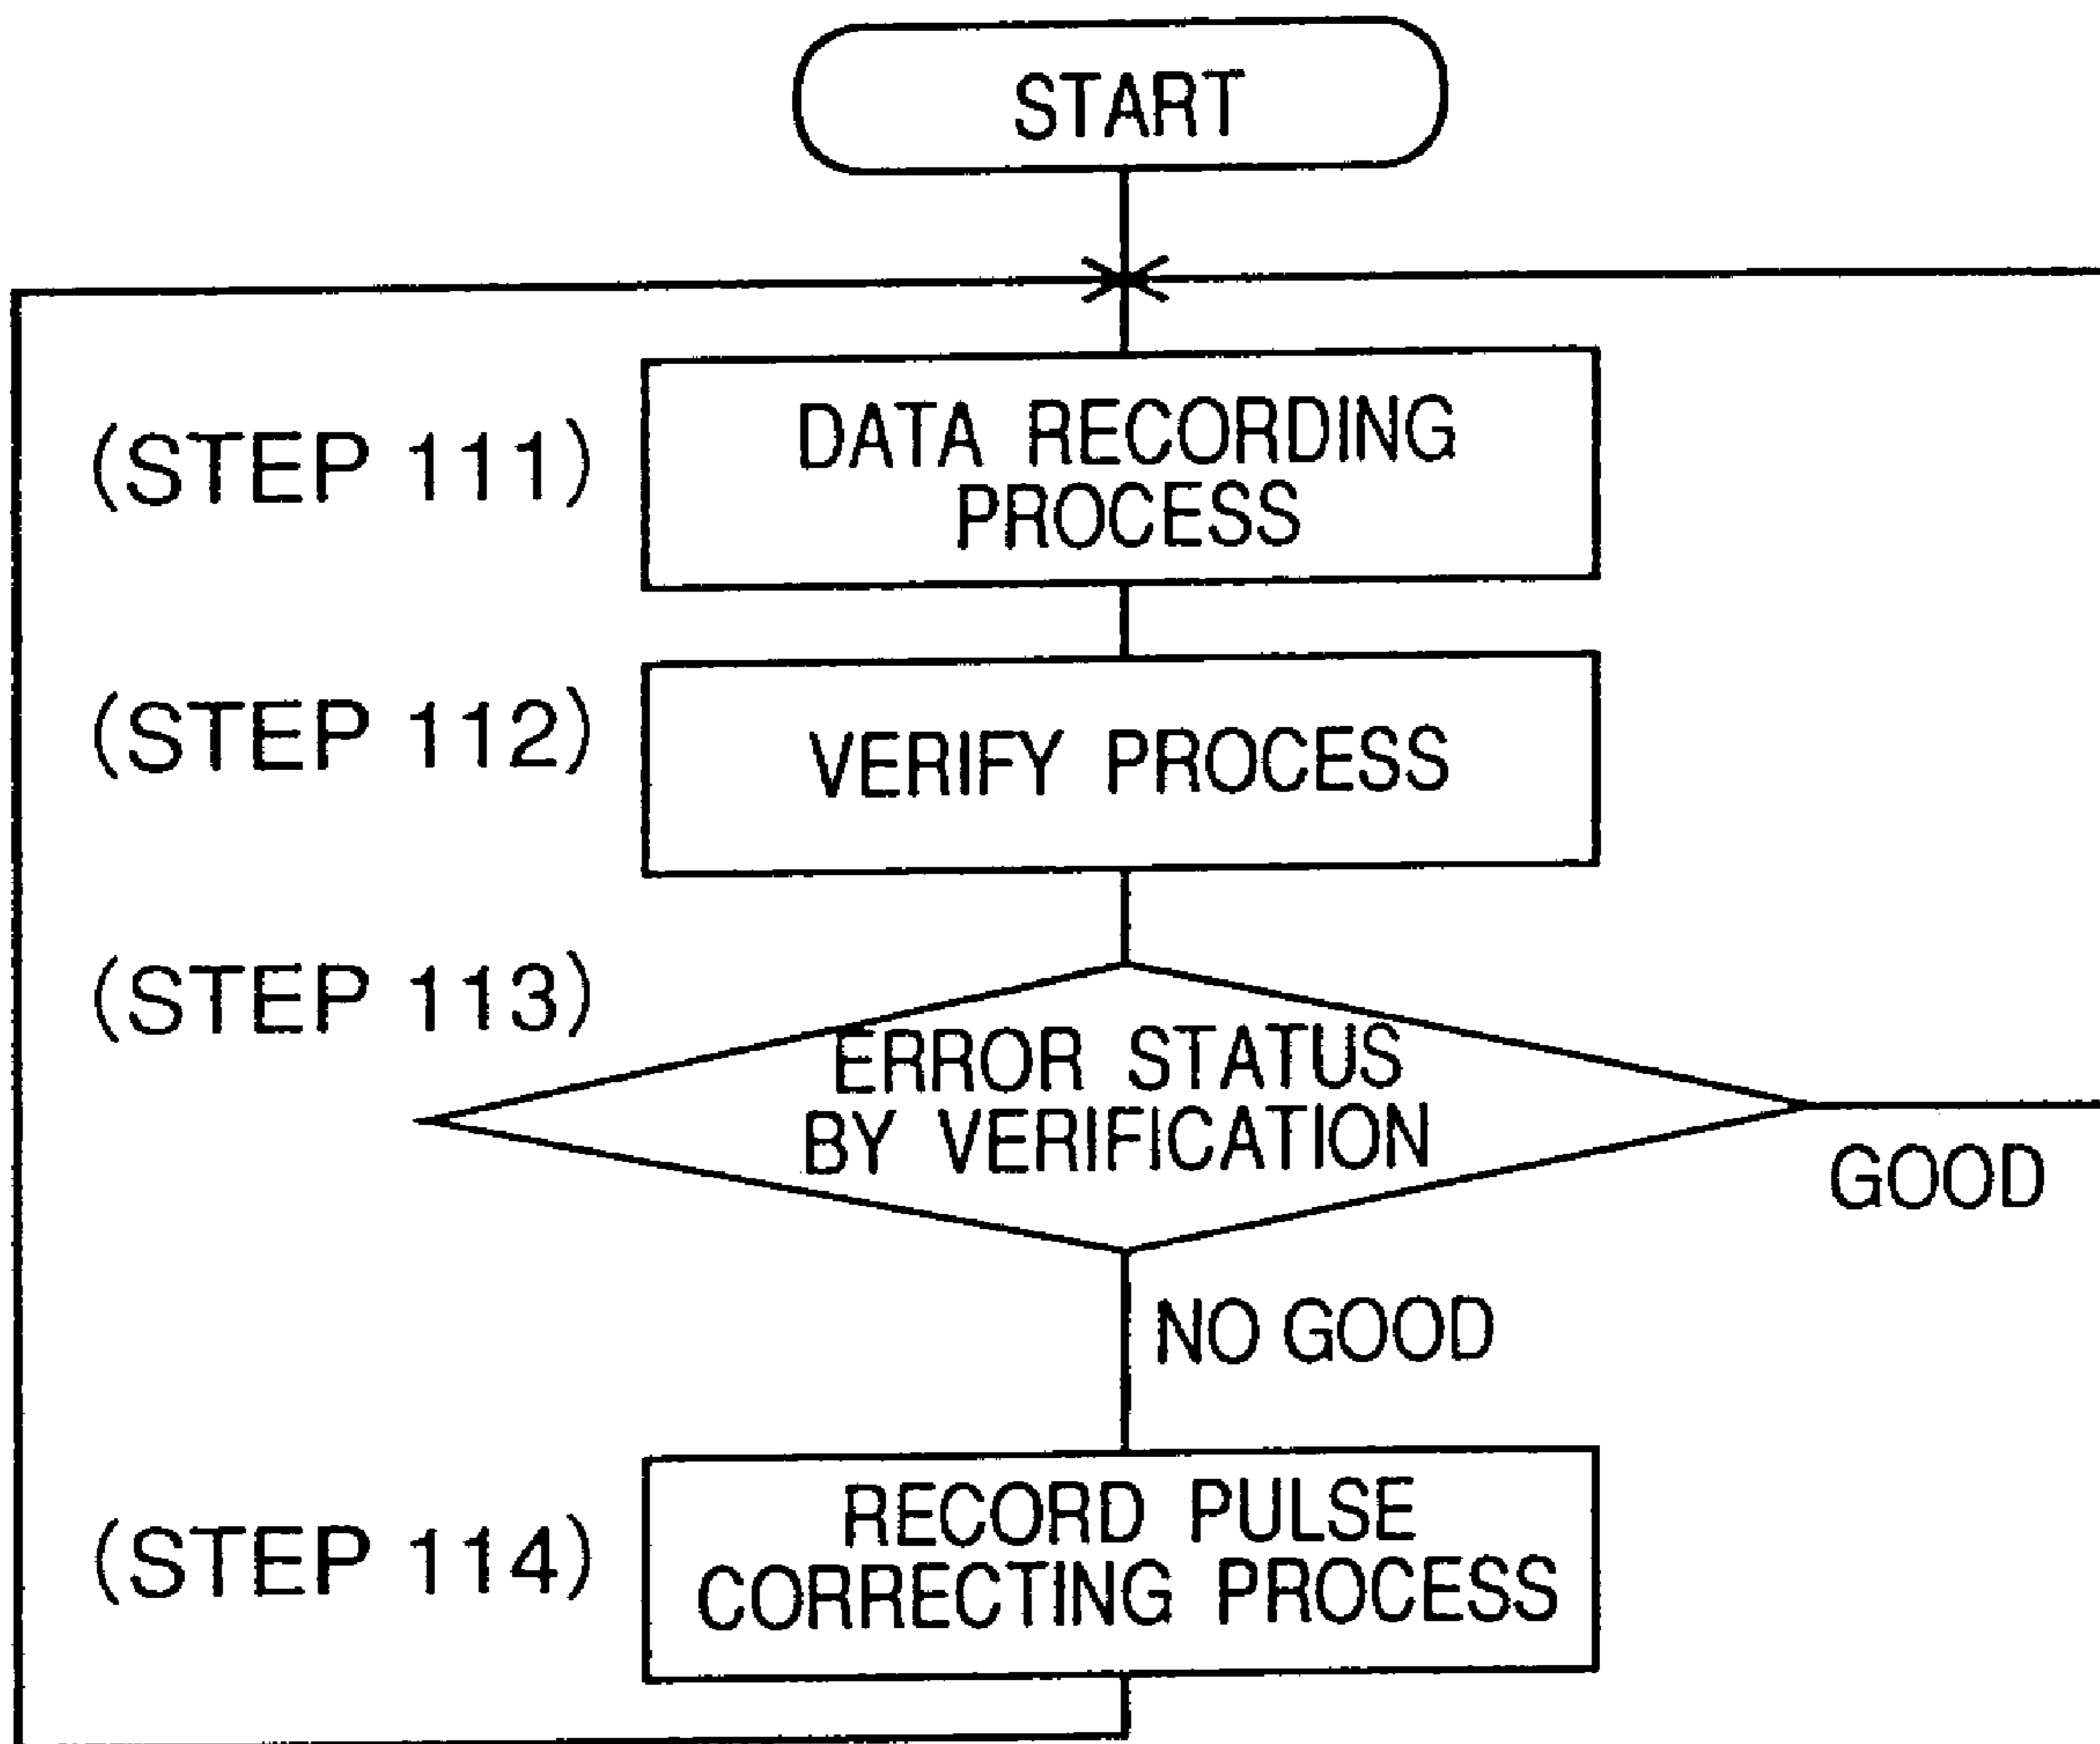 START
(STEP 111)
DATA RECORDING
PROCESS
(STEP 112)
VERIFY PROCESS
(STEP 113)
ERROR STATUS
BY VERIFICATION
GOOD
NO GOOD
(STEP 114)
RECORD PULSE
CORRECTING PROCESS